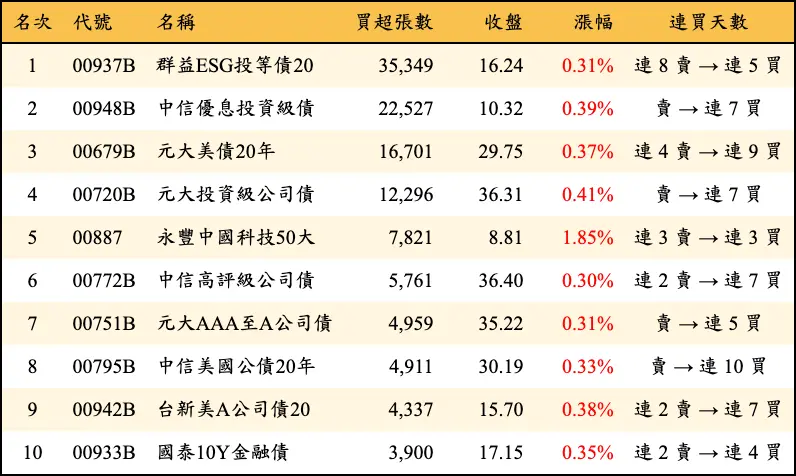 名次 代號 名稱 買超張數 收盤 漲幅 連買天數
1 00937B 群益ESG投等債20 35,349 16.24 0.31% 連 8 賣 → 連 5 買
2 00948B 中信優息投資級債 22,527 10.32 0.39% 賣 → 連 7 買
3 00679B 元大美債20年 16,701 29.75 0.37% 連 4 賣 → 連 9 買
4 00720B 元大投資級公司債 12,296 36.31 0.41% 賣 → 連 7 買
5 00887 永豐中國科技50大 7,821 8.81 1.85% 連 3 賣 → 連 3 買
6 00772B 中信高評級公司債 5,761 36.40 0.30% 連 2 賣 → 連 7 買
7 00751B 元大AAA至A公司債 4,959 35.22 0.31% 賣 → 連 5 買
8 00795B 中信美國公債20年 4,911 30.19 0.33% 賣 → 連 10 買
9 00942B 台新美A公司債20 4,337 15.70 0.38% 連 2 賣 → 連 7 買
10 00933B 國泰10Y金融債 3,900 17.15 0.35% 連 2 賣 → 連 4 買